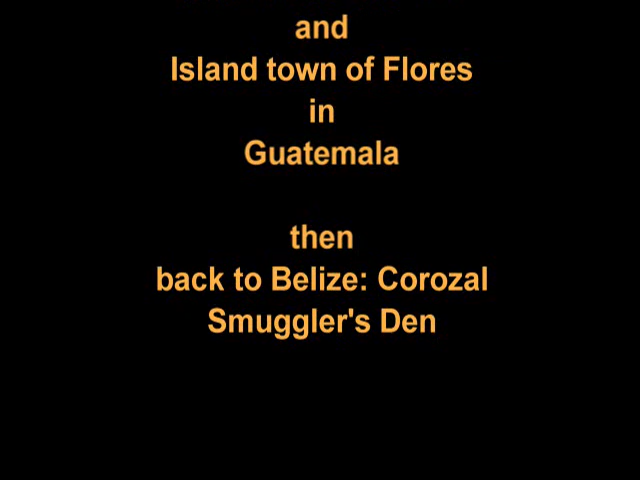 and
Island town of Flores
in
Guatemala
then
back to Belize: Corozal
Smuggler's Den